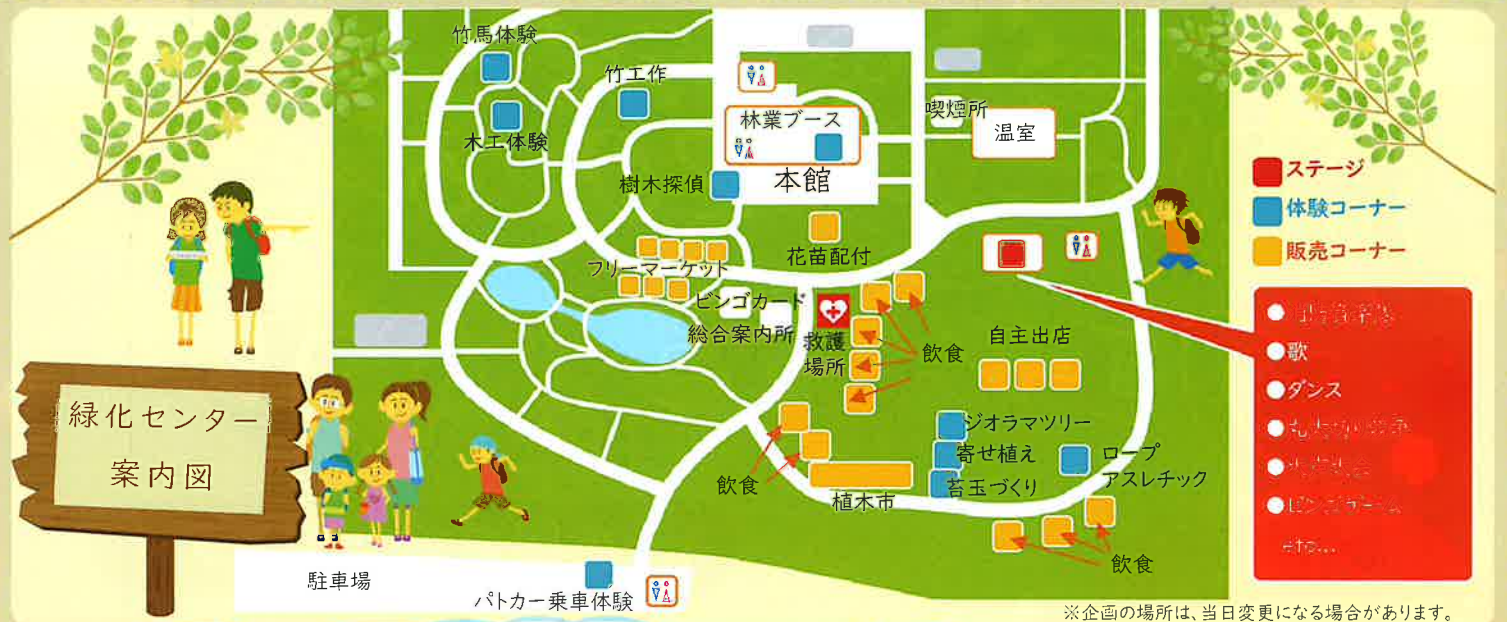 竹馬体験
竹工作
木工体験
林業ブース
喫煙所
温室
樹木探偵
本館
花苗配付
フリーマーケット
ビンゴカード
総合案内所
救護
場所
飲食
自主出店
ジオラマツリー
寄せ植え
苔玉づくり
ロープ
アスレチック
飲食
植木市
飲食
駐車場
パトカー乗車体験
緑化センター
案内図
ステージ
体験コーナー
販売コーナー
●歌
●ダンス
etc...
※企画の場所は、当日変更になる場合があります。